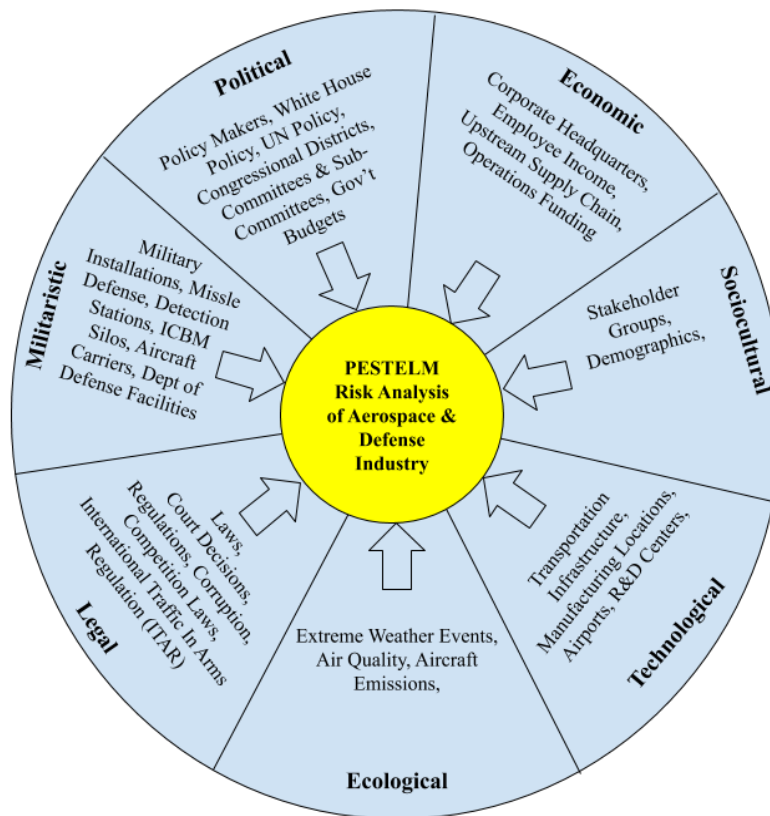 Political
Policy Makers, White House
Policy, UN Policy,
Congressional Districts,
Committees & Sub-
Committees, Gov't
Budgets
Economic
Corporate Headquarters,
Employee Income,
Upstream Supply Chain,
Operations Funding
Sociocultural
Stakeholder
Groups,
Demographics,
Technological
Transportation
Infrastructure,
Manufacturing Locations,
Airports, R&D Centers,
Ecological
Extreme Weather Events,
Air Quality, Aircraft
Emissions,
Legal
Laws,
Court Decisions,
Regulations, Corruption,
Competition Laws,
International Traffic In Arms
Regulation (ITAR)
Militaristic
Military
Installations, Missle
Defense, Detection
Stations, ICBM
Silos, Aircraft
Carriers, Dept of
Defense Facilities
PESTELM
Risk Analysis
of Aerospace &
Defense
Industry